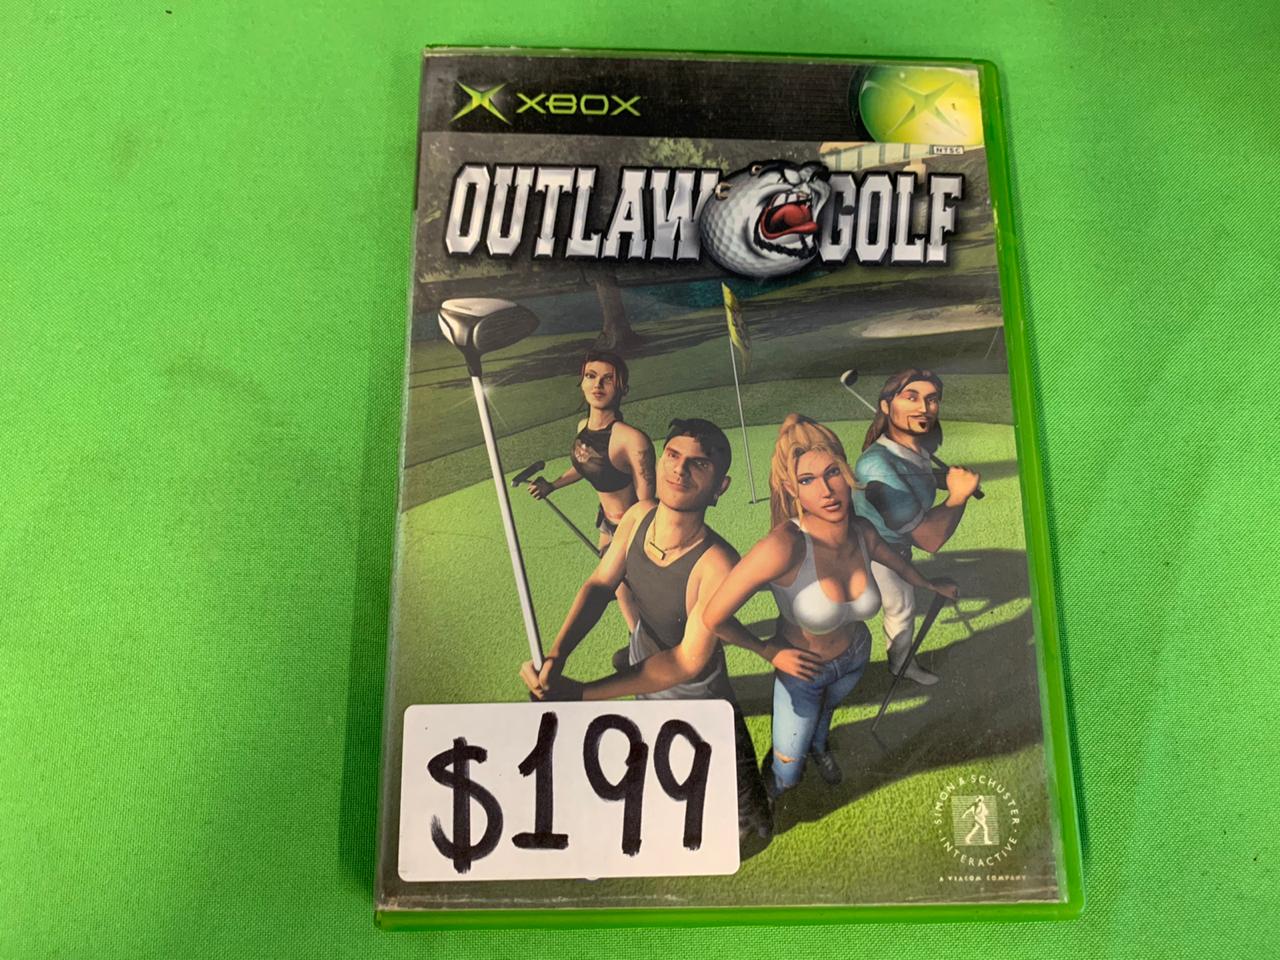 XBOX
NTSC
OUTLAW GOLF
$199
SIMON & SCHUSTER
INTERACTIVE
A VIACOM COMPANY